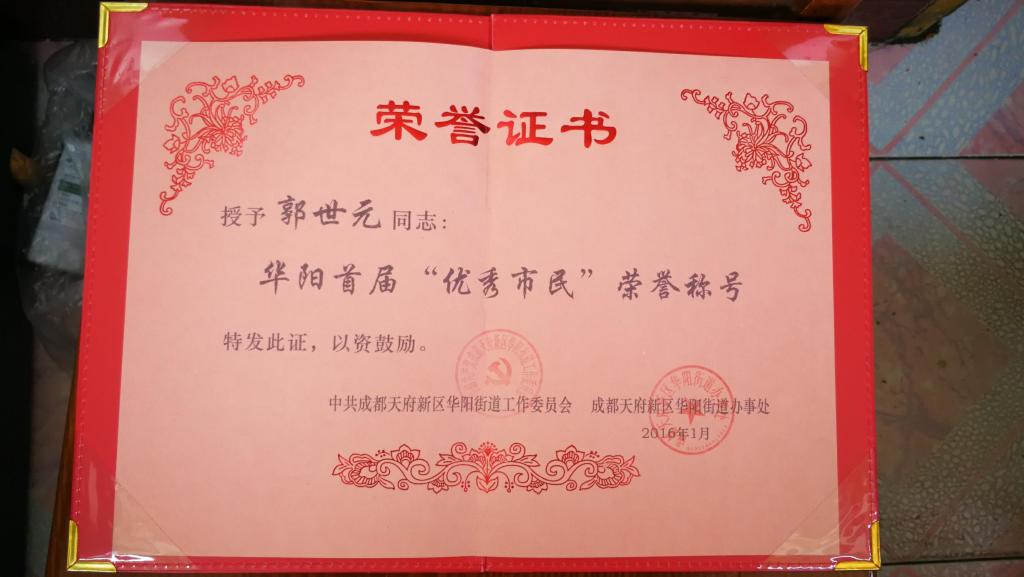 荣誉证书
授予 郭世元 同志：
华阳首届“优秀市民”荣誉称号
特发此证，以资鼓励。
中共成都天府新区华阳街道工作委员会 成都天府新区华阳街道办事处
2016年1月